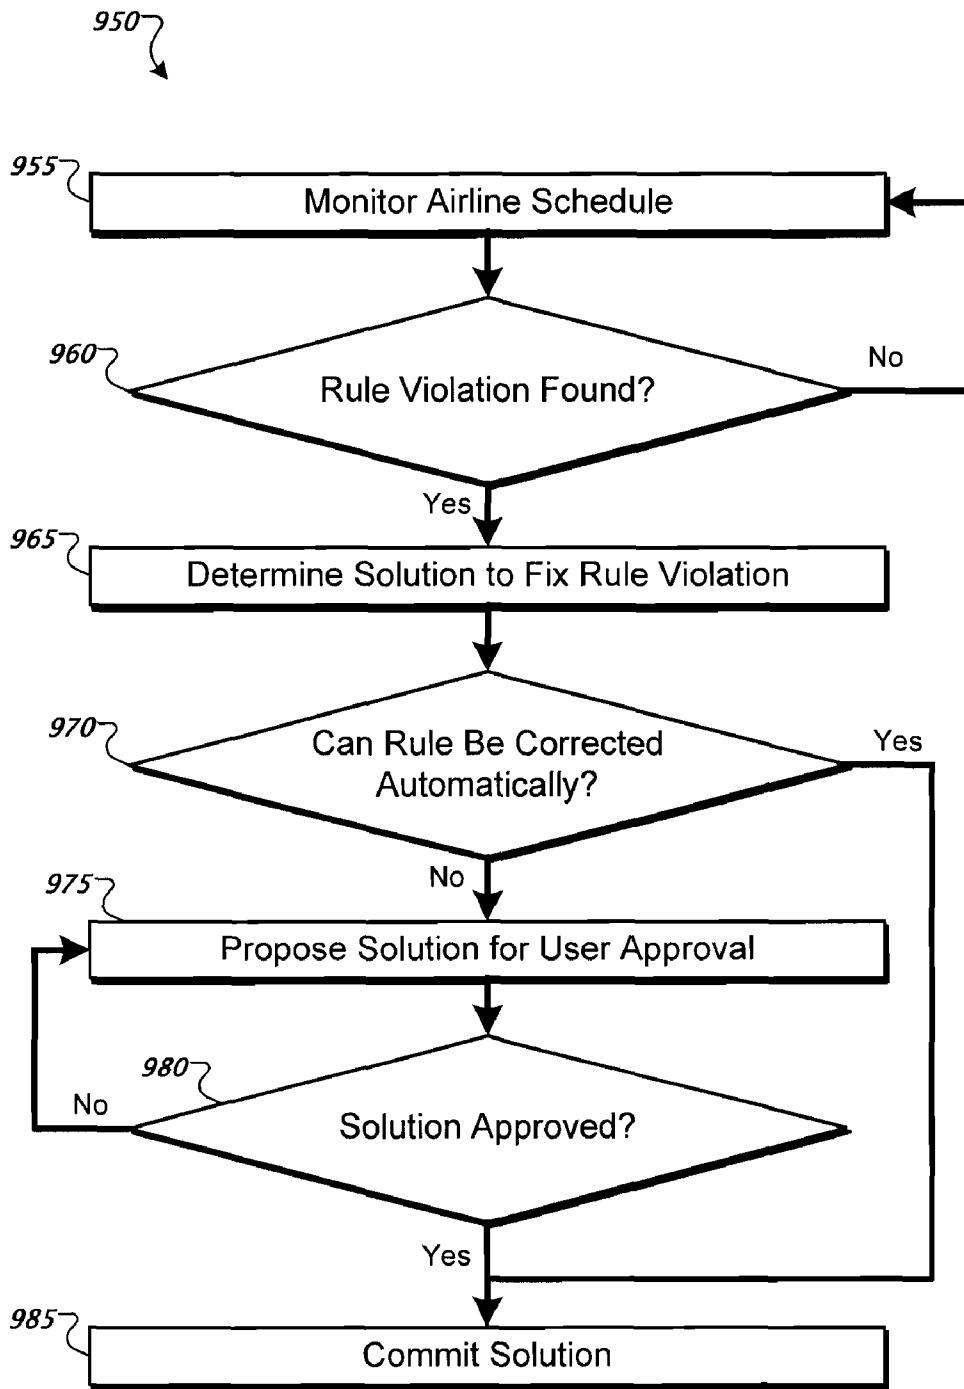 950
955
Monitor Airline Schedule
960
Rule Violation Found?
No
Yes
965
Determine Solution to Fix Rule Violation
970
Can Rule Be Corrected
Automatically?
Yes
No
975
Propose Solution for User Approval
980
No
Solution Approved?
Yes
985
Commit Solution